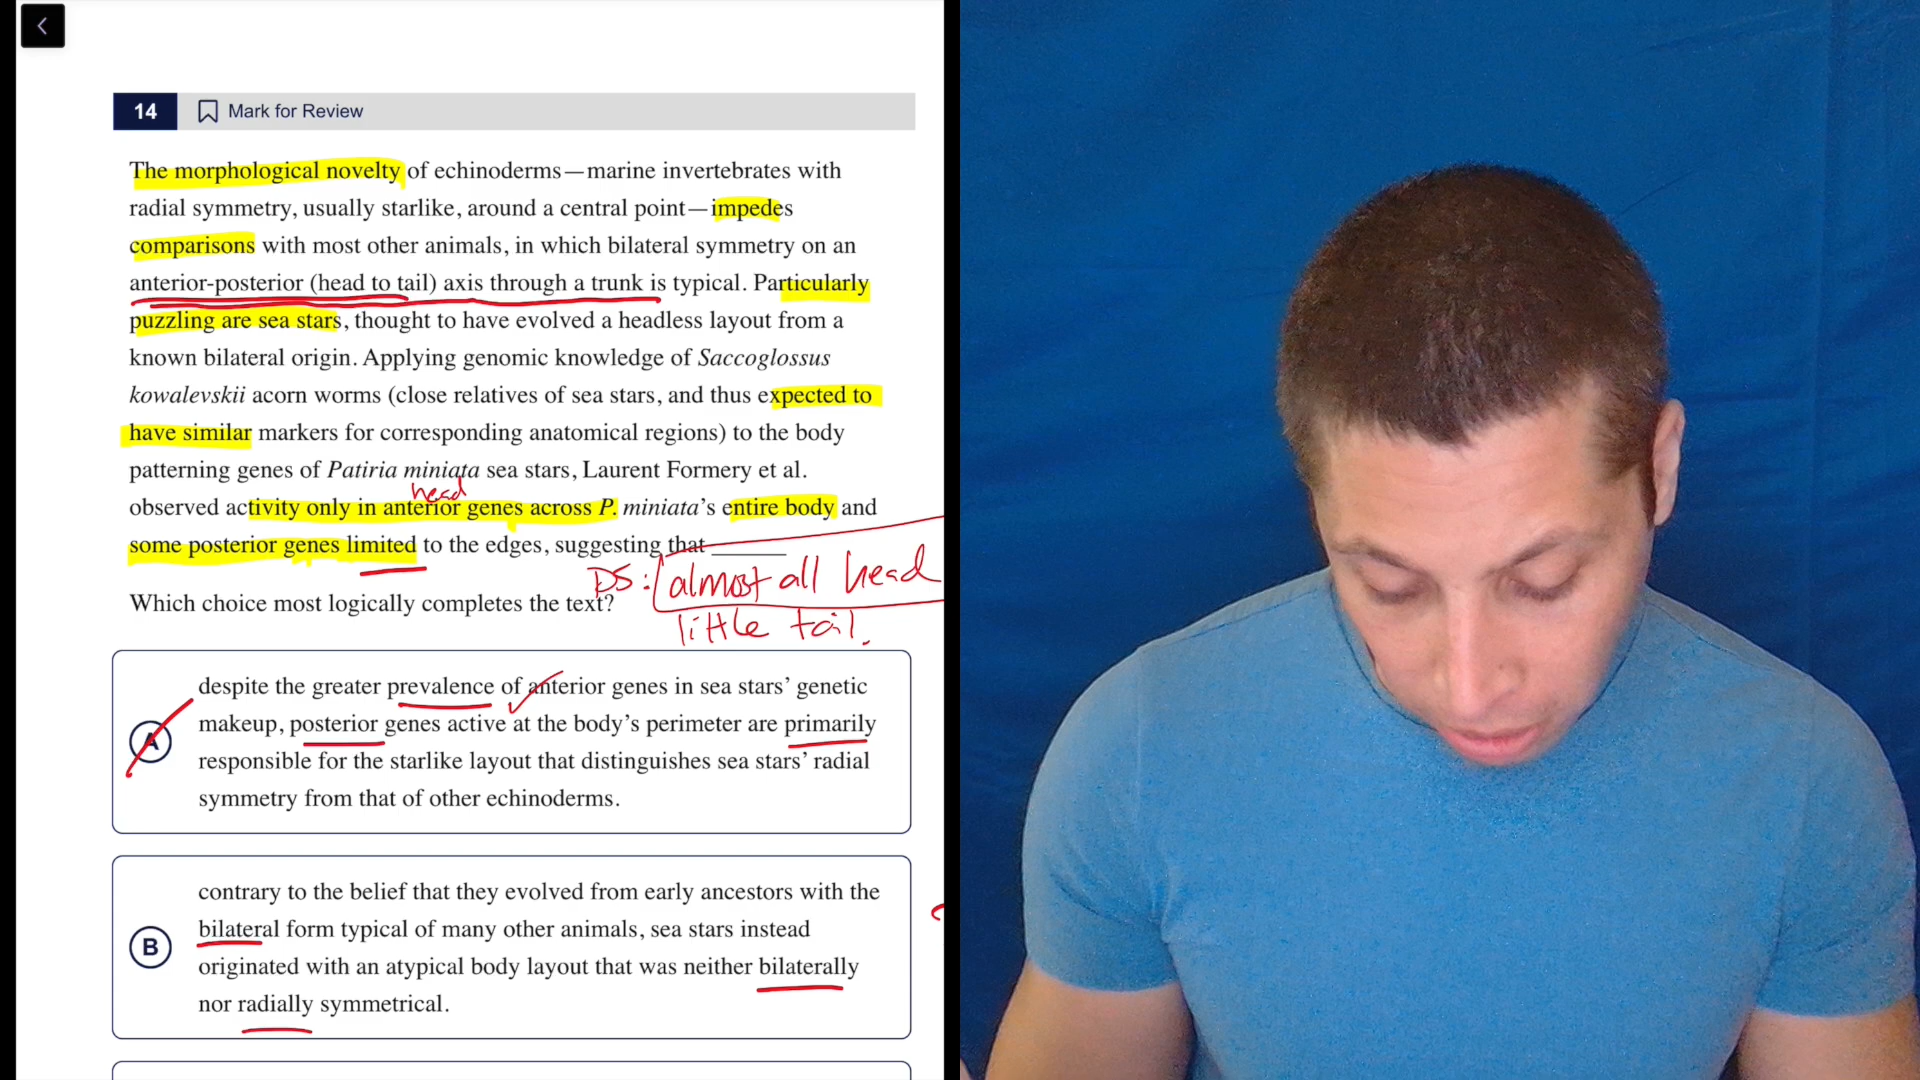 14 Mark for Review
The morphological novelty of echinoderms—marine invertebrates with
radial symmetry, usually starlike, around a central point—impedes
comparisons with most other animals, in which bilateral symmetry on an
anterior-posterior (head to tail) axis through a trunk is typical. Particularly
puzzling are sea stars, thought to have evolved a headless layout from a
known bilateral origin. Applying genomic knowledge of Saccoglossus
kowalevskii acorn worms (close relatives of sea stars, and thus expected to
have similar markers for corresponding anatomical regions) to the body
patterning genes of Patiria miniata sea stars, Laurent Formery et al.
head
observed activity only in anterior genes across P. miniata's entire body and
some posterior genes limited to the edges, suggesting that ______
DS: almost all head
little tail.
Which choice most logically completes the text?
A
despite the greater prevalence of anterior genes in sea stars' genetic
makeup, posterior genes active at the body's perimeter are primarily
responsible for the starlike layout that distinguishes sea stars' radial
symmetry from that of other echinoderms.
B
contrary to the belief that they evolved from early ancestors with the
bilateral form typical of many other animals, sea stars instead
originated with an atypical body layout that was neither bilaterally
nor radially symmetrical.